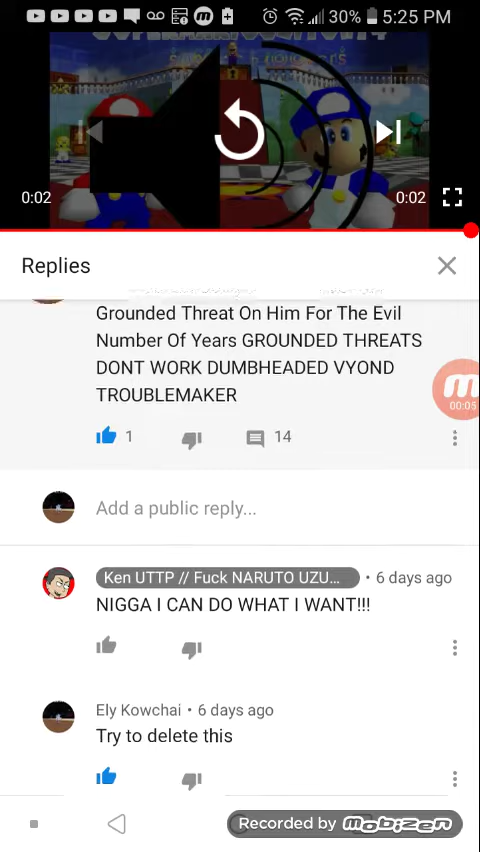 30% 5:25 PM
0:02
0:02
Replies
Grounded Threat On Him For The Evil
Number Of Years GROUNDED THREATS
DONT WORK DUMBHEADED VYOND
TROUBLEMAKER
00:05
1
14
Add a public reply...
Ken UTTP // Fuck NARUTO UZU... • 6 days ago
NIGGA I CAN DO WHAT I WANT!!!
Ely Kowchai • 6 days ago
Try to delete this
Recorded by mobizen